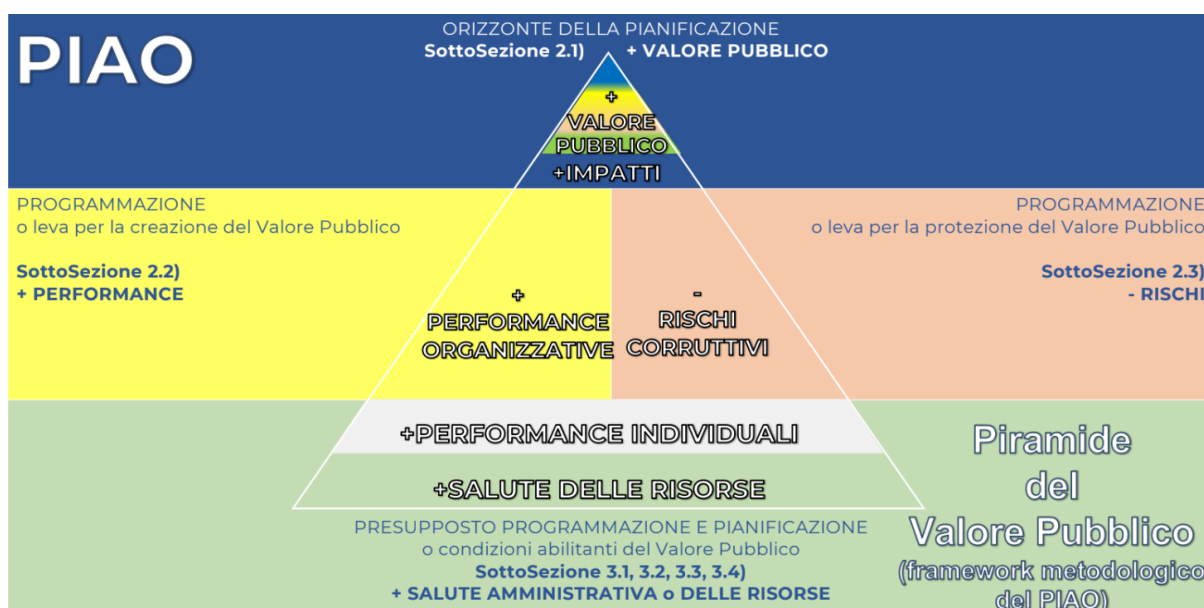 PIAO
ORIZZONTE DELLA PIANIFICAZIONE
SottoSezione 2.1) + VALORE PUBBLICO
+
VALORE
PUBBLICO
+IMPATTI
PROGRAMMAZIONE
o leva per la creazione del Valore Pubblico
SottoSezione 2.2)
+ PERFORMANCE
PROGRAMMAZIONE
o leva per la protezione del Valore Pubblico
SottoSezione 2.3)
- RISCHI
+
PERFORMANCE
ORGANIZZATIVE
-
RISCHI
CORRUTTIVI
+PERFORMANCE INDIVIDUALI
+SALUTE DELLE RISORSE
PRESUPPOSTO PROGRAMMAZIONE E PIANIFICAZIONE
o condizioni abilitanti del Valore Pubblico
SottoSezione 3.1, 3.2, 3.3, 3.4)
+ SALUTE AMMINISTRATIVA o DELLE RISORSE
Piramide
del
Valore Pubblico
(framework metodologico
del PIAO)